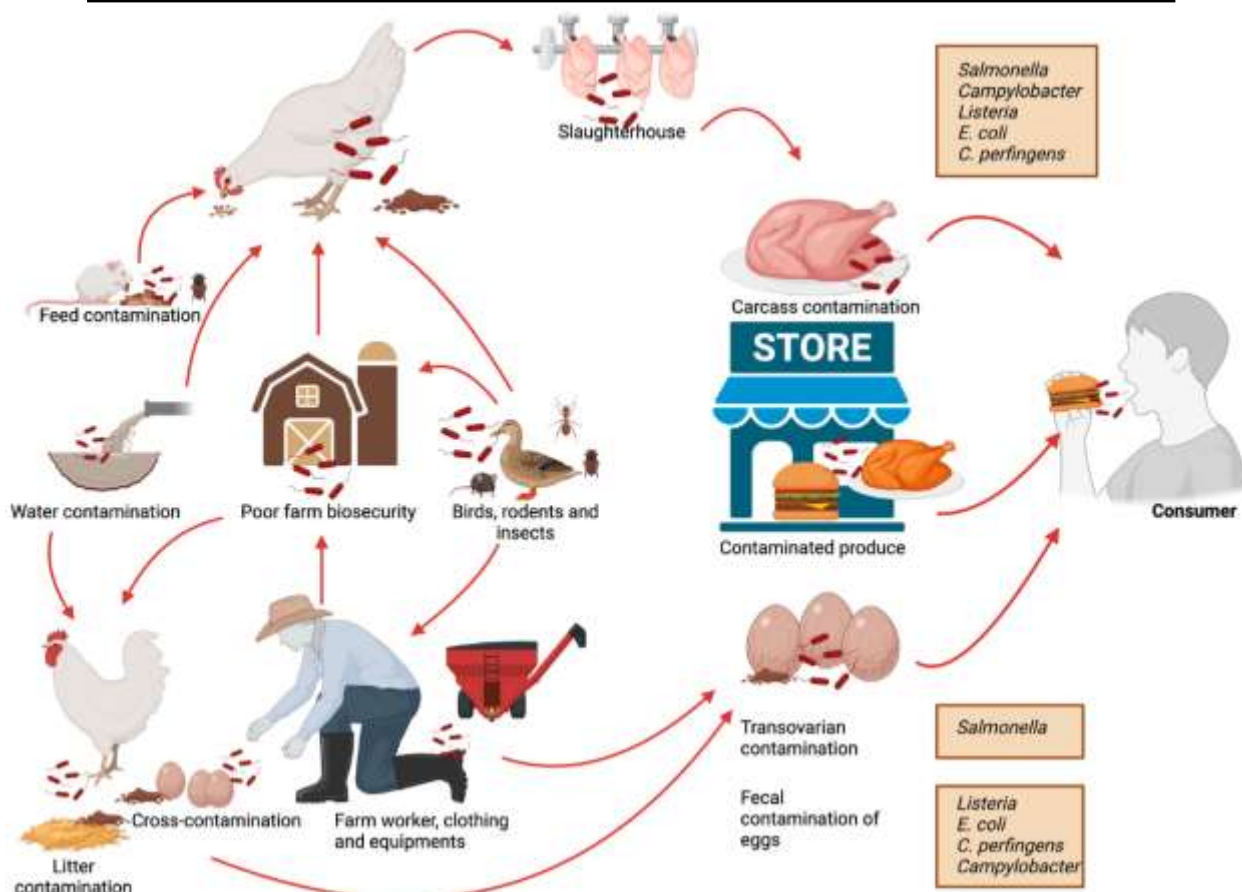 Slaughterhouse
Salmonella
Campylobacter
Listeria
E. coli
C. perfingens
Feed contamination
Carcass contamination
STORE
Water contamination
Poor farm biosecurity
Birds, rodents and
insects
Contaminated produce
Consumer
Transovarian
contamination
Salmonella
Fecal
contamination of
eggs
Listeria
E. coli
C. perfingens
Campylobacter
Cross-contamination
Farm worker, clothing
and equipments
Litter
contamination